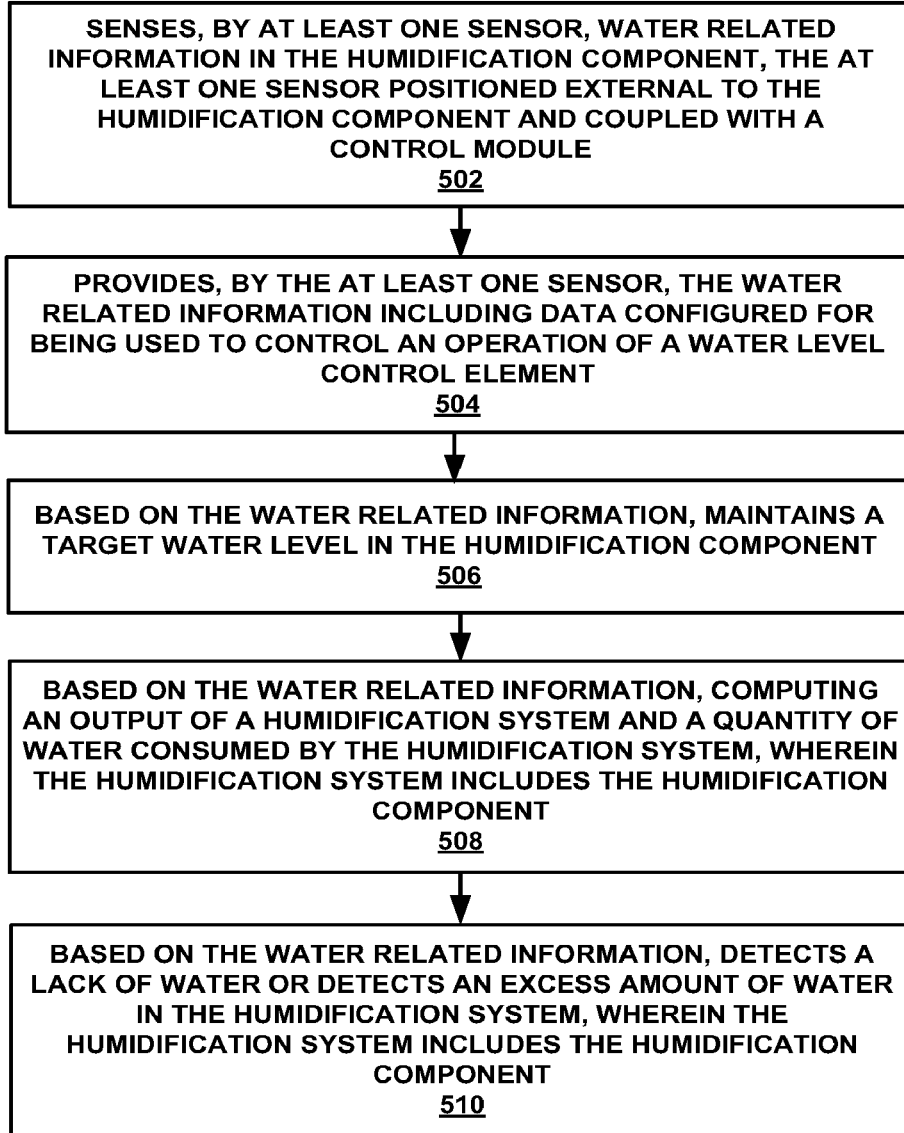 SENSES, BY AT LEAST ONE SENSOR, WATER RELATED
INFORMATION IN THE HUMIDIFICATION COMPONENT, THE AT
LEAST ONE SENSOR POSITIONED EXTERNAL TO THE
HUMIDIFICATION COMPONENT AND COUPLED WITH A
CONTROL MODULE
502
PROVIDES, BY THE AT LEAST ONE SENSOR, THE WATER
RELATED INFORMATION INCLUDING DATA CONFIGURED FOR
BEING USED TO CONTROL AN OPERATION OF A WATER LEVEL
CONTROL ELEMENT
504
BASED ON THE WATER RELATED INFORMATION, MAINTAINS A
TARGET WATER LEVEL IN THE HUMIDIFICATION COMPONENT
506
BASED ON THE WATER RELATED INFORMATION, COMPUTING
AN OUTPUT OF A HUMIDIFICATION SYSTEM AND A QUANTITY OF
WATER CONSUMED BY THE HUMIDIFICATION SYSTEM, WHEREIN
THE HUMIDIFICATION SYSTEM INCLUDES THE HUMIDIFICATION
COMPONENT
508
BASED ON THE WATER RELATED INFORMATION, DETECTS A
LACK OF WATER OR DETECTS AN EXCESS AMOUNT OF WATER
IN THE HUMIDIFICATION SYSTEM, WHEREIN THE
HUMIDIFICATION SYSTEM INCLUDES THE HUMIDIFICATION
COMPONENT
510